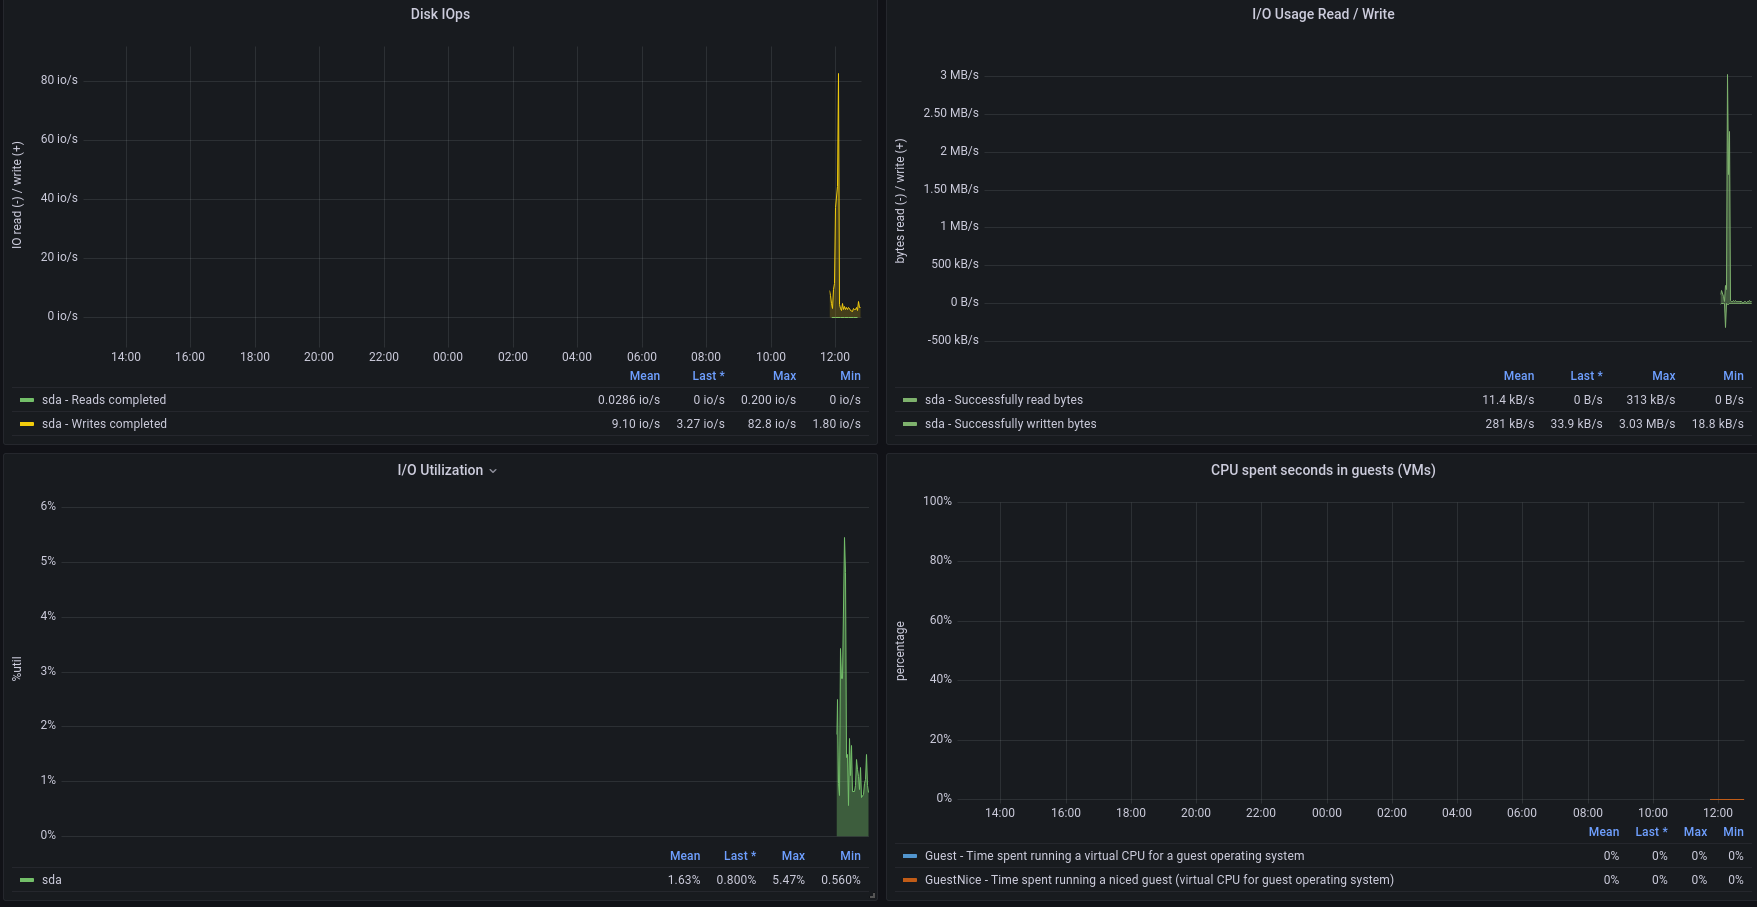 Disk IOps
IO read (-) / write (+)
80 io/s
60 io/s
40 io/s
20 io/s
0 io/s
14:00 16:00 18:00 20:00 22:00 00:00 02:00 04:00 06:00 08:00 10:00 12:00
Mean Last * Max Min
sda - Reads completed 0.0286 io/s 0 io/s 0.200 io/s 0 io/s
sda - Writes completed 9.10 io/s 3.27 io/s 82.8 io/s 1.80 io/s
I/O Usage Read / Write
bytes read (-) / write (+)
3 MB/s
2.50 MB/s
2 MB/s
1.50 MB/s
1 MB/s
500 kB/s
0 B/s
-500 kB/s
Mean Last * Max Min
sda - Successfully read bytes 11.4 kB/s 0 B/s 313 kB/s 0 B/s
sda - Successfully written bytes 281 kB/s 33.9 kB/s 3.03 MB/s 18.8 kB/s
I/O Utilization
%util
6%
5%
4%
3%
2%
1%
0%
Mean Last * Max Min
sda 1.63% 0.800% 5.47% 0.560%
CPU spent seconds in guests (VMs)
percentage
100%
80%
60%
40%
20%
0%
14:00 16:00 18:00 20:00 22:00 00:00 02:00 04:00 06:00 08:00 10:00 12:00
Mean Last * Max Min
Guest - Time spent running a virtual CPU for a guest operating system 0% 0% 0% 0%
GuestNice - Time spent running a niced guest (virtual CPU for guest operating system) 0% 0% 0% 0%